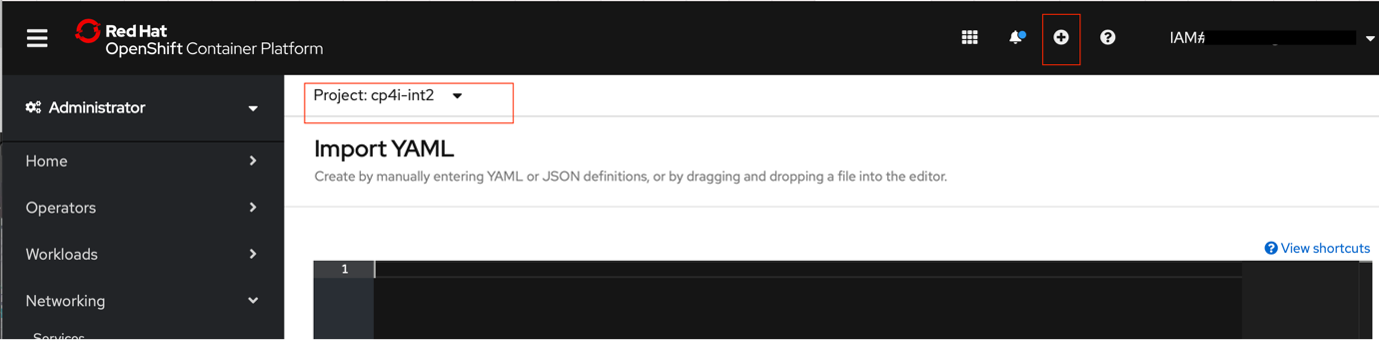 Red Hat
OpenShift Container Platform
IAM#
Administrator
Project: cp4i-int2
Home
Import YAML
Create by manually entering YAML or JSON definitions, or by dragging and dropping a file into the editor.
Operators
Workloads
View shortcuts
1
Networking
Services